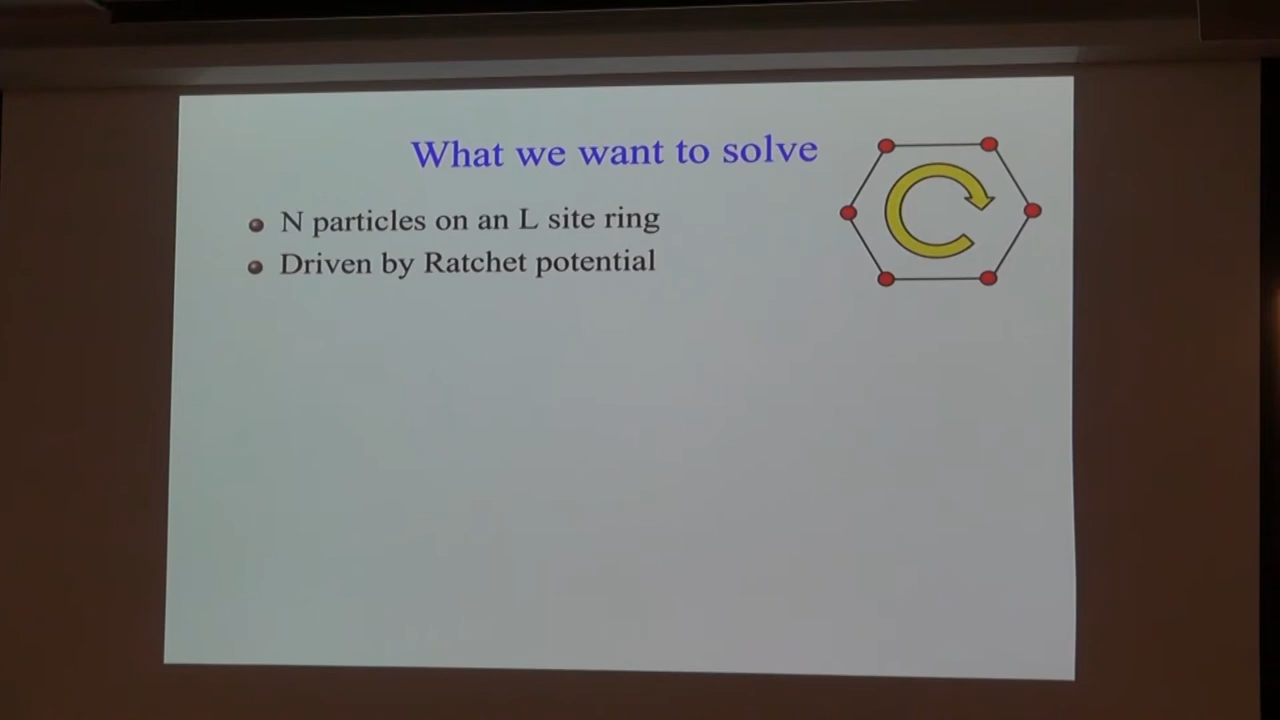 What we want to solve
N particles on an L site ring
Driven by Ratchet potential